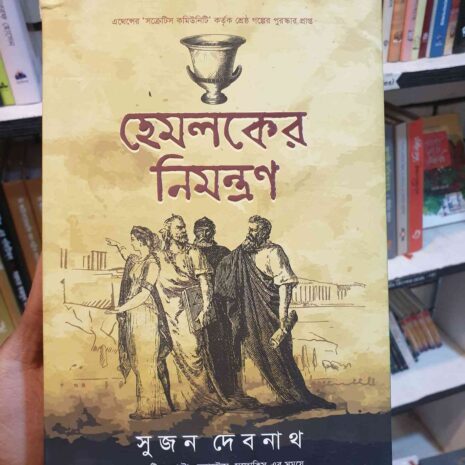 এথেন্সের 'সক্রেটিস কমিউনিটি' কর্তৃক শ্রেষ্ঠ গল্পের পুরস্কার প্রাপ্ত
হেমলকের
নিমন্ত্রণ
সুজন দেবনাথ